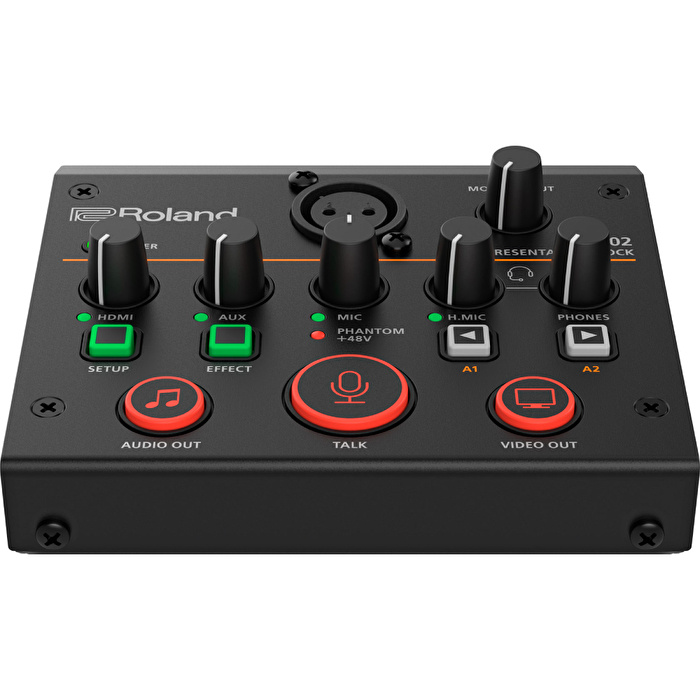 Roland
HDMI
AUX
MIC
H.MIC
PHONES
PHANTOM
+48V
SETUP
EFFECT
A1
A2
AUDIO OUT
TALK
VIDEO OUT